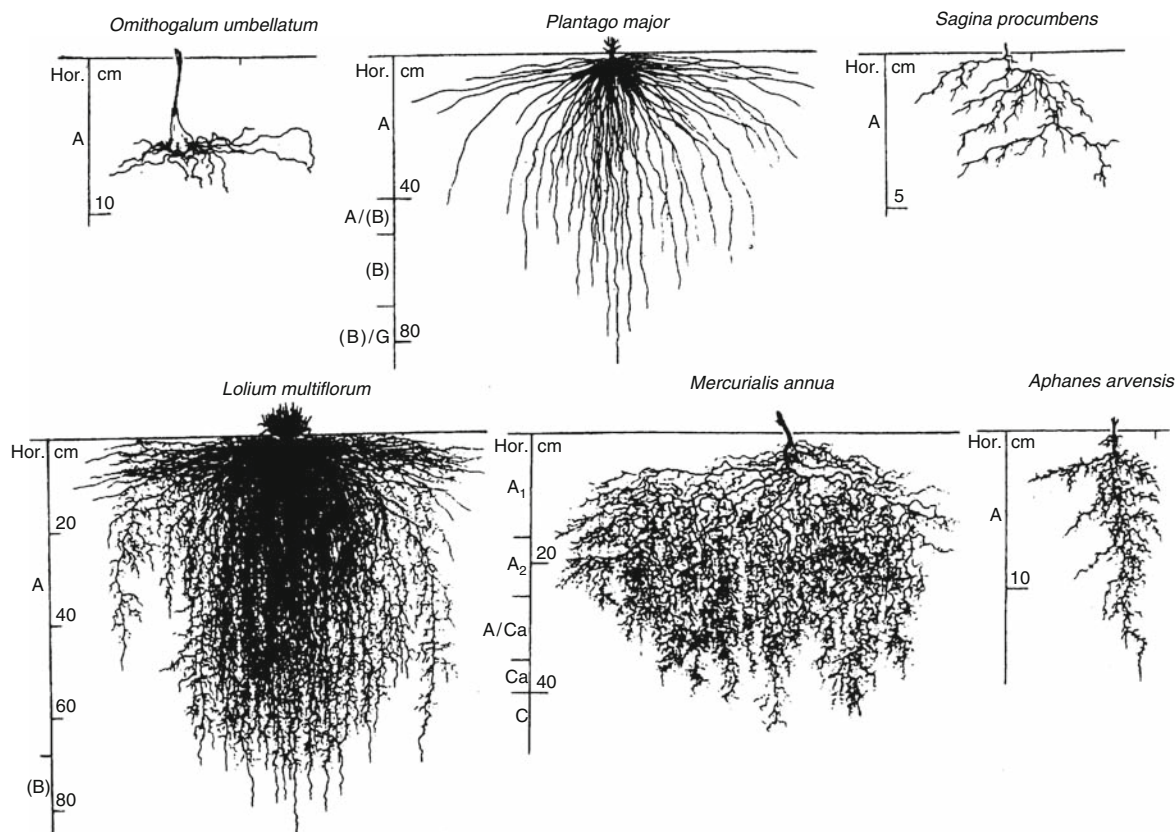 Ornithogalum umbellatum
Hor. cm
A
10
Plantago major
Hor. cm
A
40
A/(B)
(B)
(B)/G 80
Sagina procumbens
Hor. cm
A
5
Lolium multiflorum
Hor. cm
20
A
40
60
(B)
80
Mercurialis annua
Hor. cm
A₁
20
A₂
A/Ca
Ca
40
C
Aphanes arvensis
Hor. cm
A
10